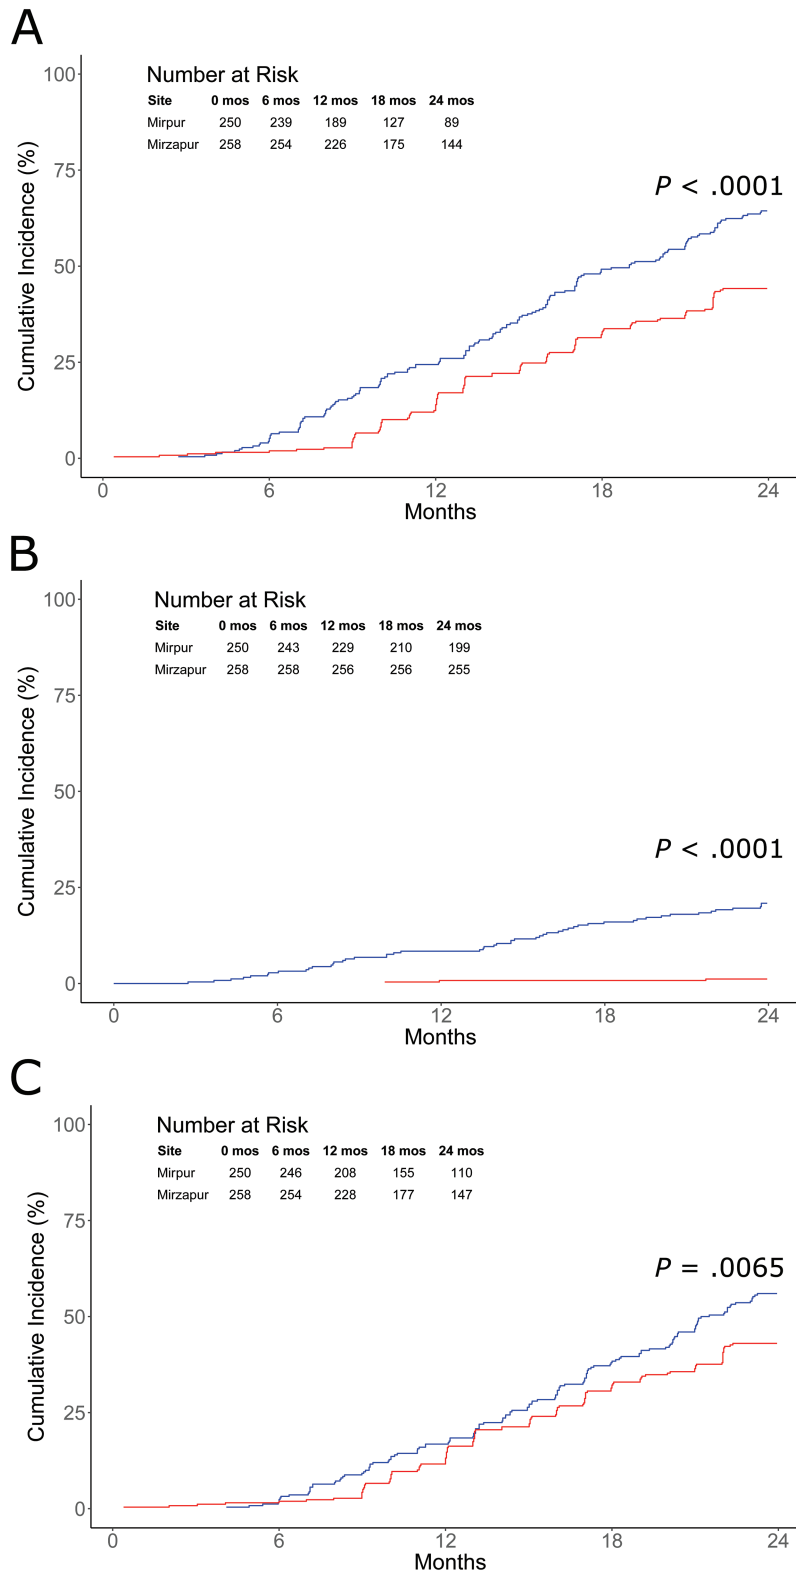 A
Number at Risk
Site 0 mos 6 mos 12 mos 18 mos 24 mos
Mirpur 250 239 189 127 89
Mirzapur 258 254 226 175 144
P < .0001
100
75
50
25
0
Cumulative Incidence (%)
0 6 12 18 24
Months
B
Number at Risk
Site 0 mos 6 mos 12 mos 18 mos 24 mos
Mirpur 250 243 229 210 199
Mirzapur 258 258 256 256 255
P < .0001
100
75
50
25
0
Cumulative Incidence (%)
0 6 12 18 24
Months
C
Number at Risk
Site 0 mos 6 mos 12 mos 18 mos 24 mos
Mirpur 250 246 208 155 110
Mirzapur 258 254 228 177 147
P = .0065
100
75
50
25
0
Cumulative Incidence (%)
0 6 12 18 24
Months